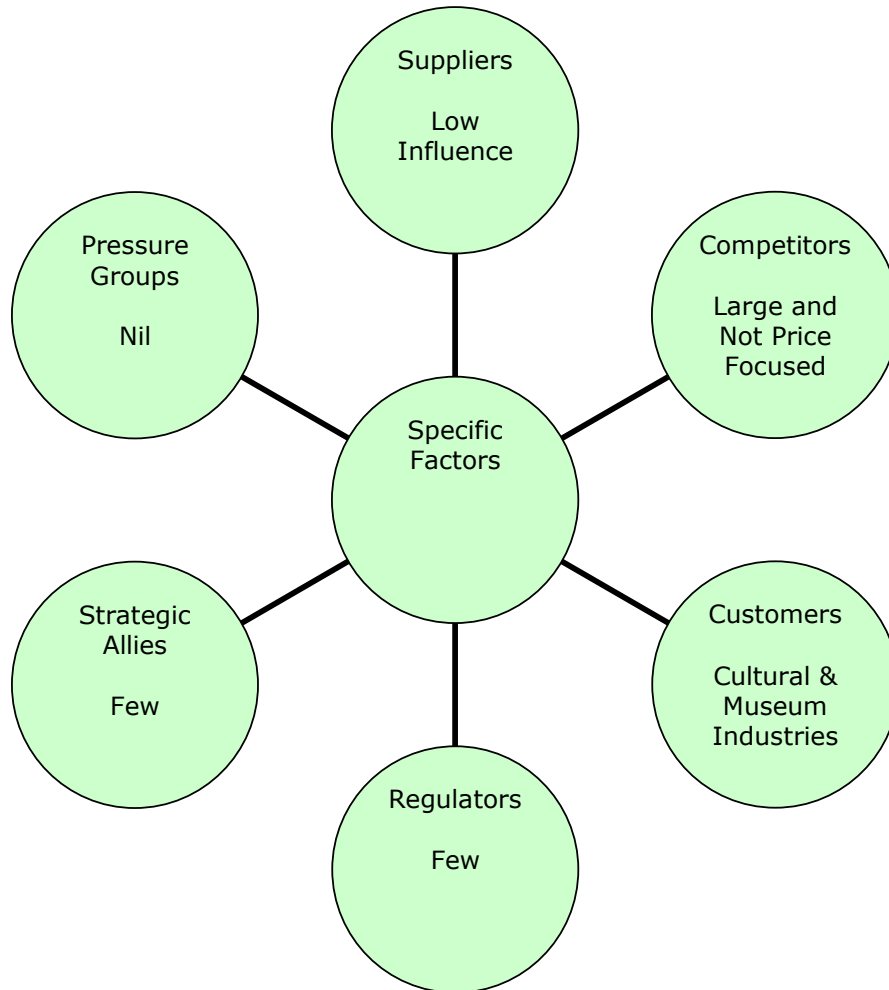 Suppliers
Low
Influence
Pressure
Groups
Nil
Competitors
Large and
Not Price
Focused
Specific
Factors
Strategic
Allies
Few
Customers
Cultural &
Museum
Industries
Regulators
Few